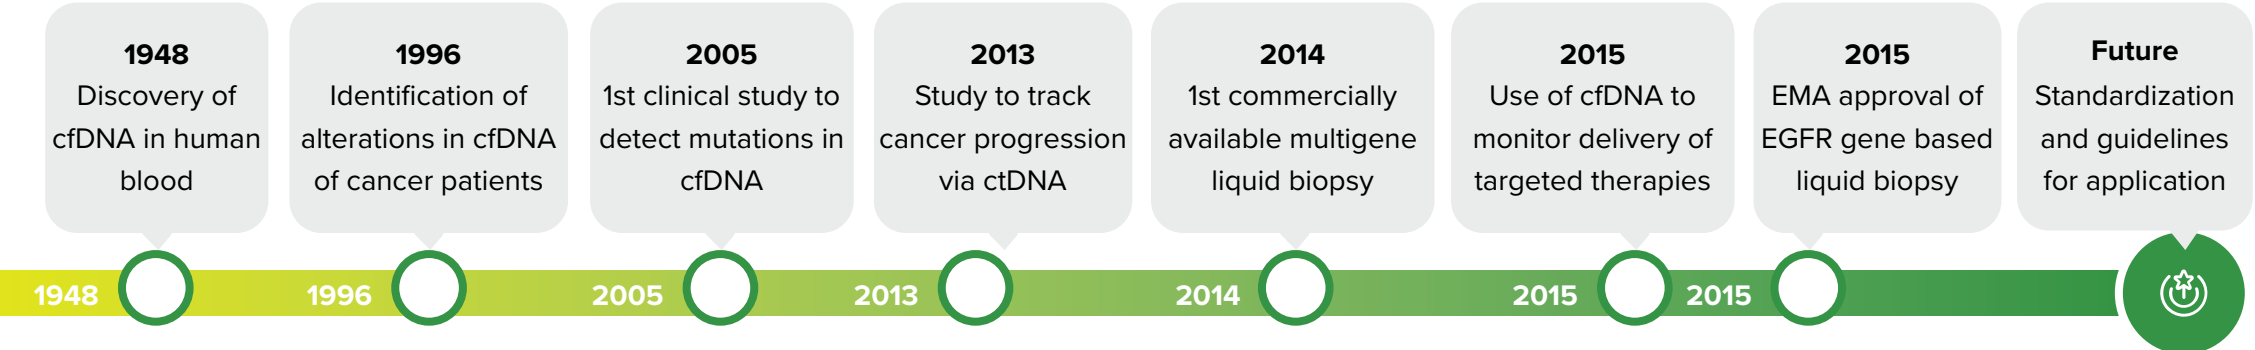 1948
Discovery of
cfDNA in human
blood
1996
Identification of
alterations in cfDNA
of cancer patients
2005
1st clinical study to
detect mutations in
cfDNA
2013
Study to track
cancer progression
via ctDNA
2014
1st commercially
available multigene
liquid biopsy
2015
Use of cfDNA to
monitor delivery of
targeted therapies
2015
EMA approval of
EGFR gene based
liquid biopsy
Future
Standardization
and guidelines
for application
1948
1996
2005
2013
2014
2015
2015